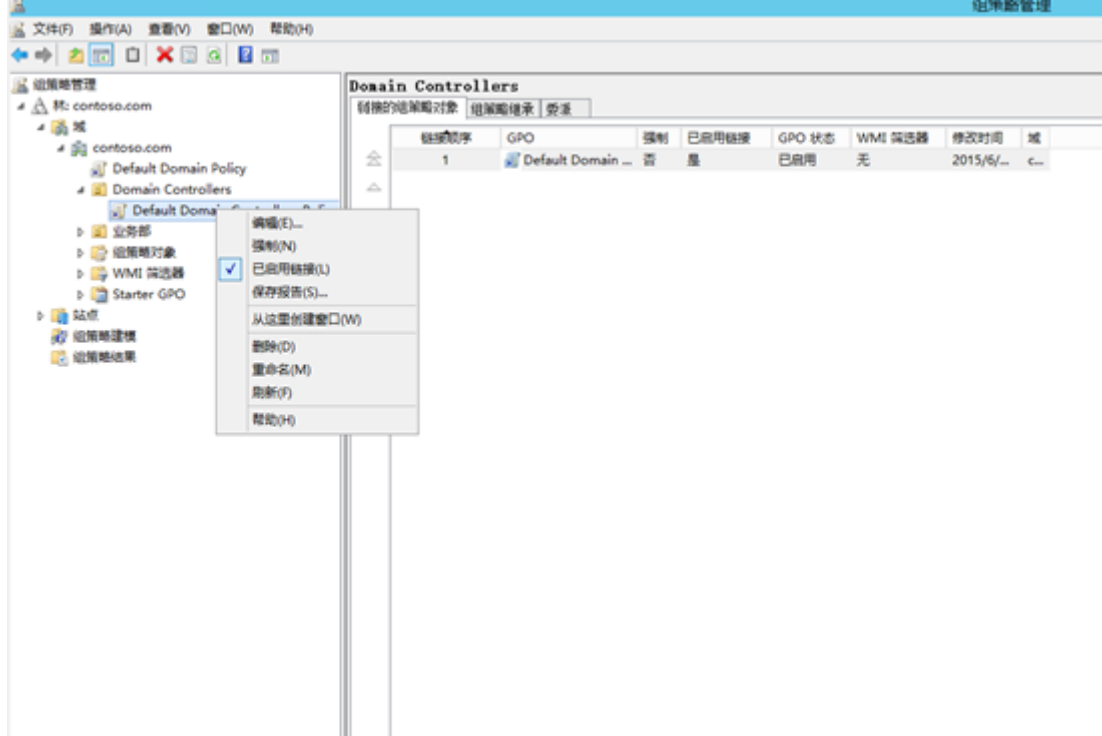 组策略管理
文件(F) 操作(A) 查看(V) 窗口(W) 帮助(H)
组策略管理
林: contoso.com
域
contoso.com
Default Domain Policy
Domain Controllers
Default Doma
业务部
组策略对象
WMI 筛选器
Starter GPO
站点
组策略建模
组策略结果
编辑(E)...
强制(N)
已启用链接(L)
保存报告(S)...
从这里创建窗口(W)
删除(D)
重命名(M)
刷新(F)
帮助(H)
Domain Controllers
链接的组策略对象 组策略继承 委派
链接顺序 GPO 强制 已启用链接 GPO 状态 WMI 筛选器 修改时间 域
1 Default Domain ... 否 是 已启用 无 2015/6/... c...